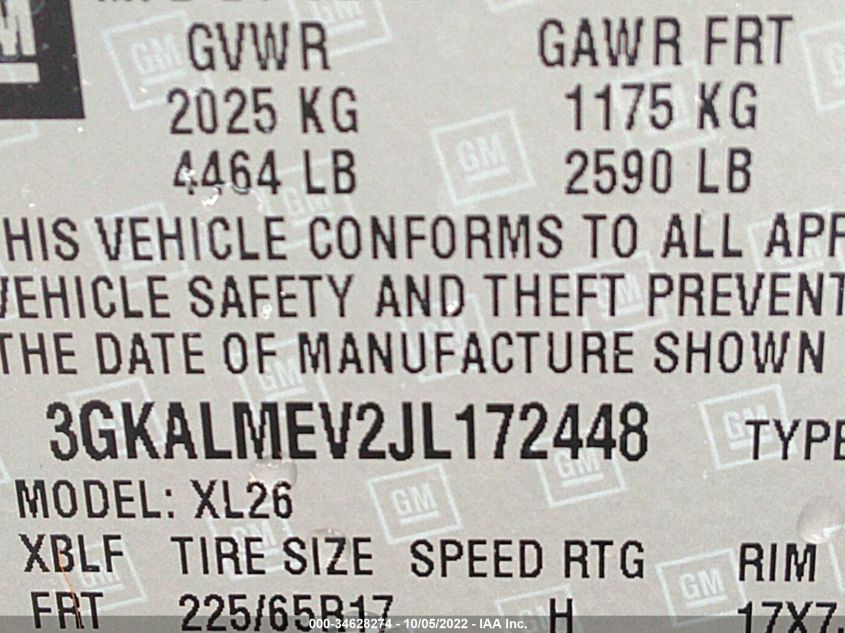 GM
GVWR GAWR FRT
2025 KG 1175 KG
4464 LB 2590 LB
HIS VEHICLE CONFORMS TO ALL APP
VEHICLE SAFETY AND THEFT PREVENT
THE DATE OF MANUFACTURE SHOWN
3GKALMEV2JL172448 TYPE
MODEL: XL26
XBLF TIRE SIZE SPEED RTG RIM
FRT 225/65R17 H 17X7.
000-34628274 - 10/05/2022 - IAA Inc.